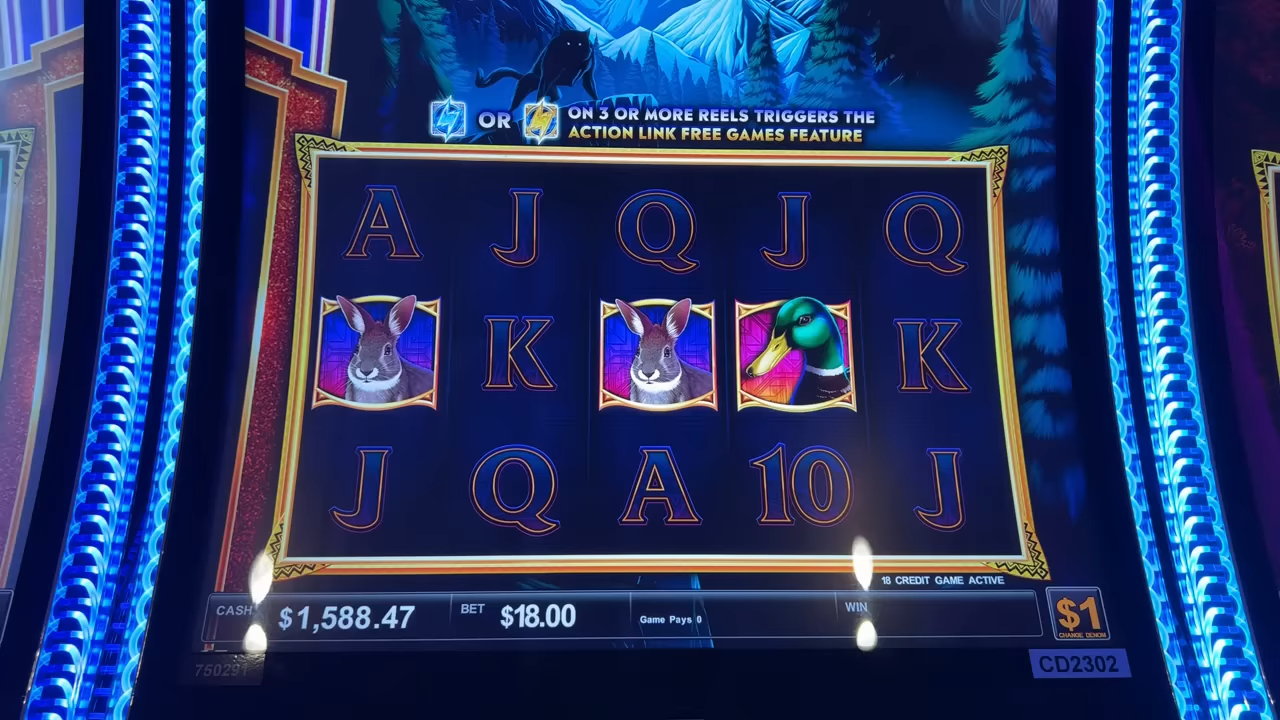 OR ON 3 OR MORE REELS TRIGGERS THE
ACTION LINK FREE GAMES FEATURE
A J Q J Q
K K
J Q A 10 J
18 CREDIT GAME ACTIVE
CASH $1,588.47 BET $18.00 Game Pays 0 WIN
$1
CHANGE DENOM
750291
CD2302